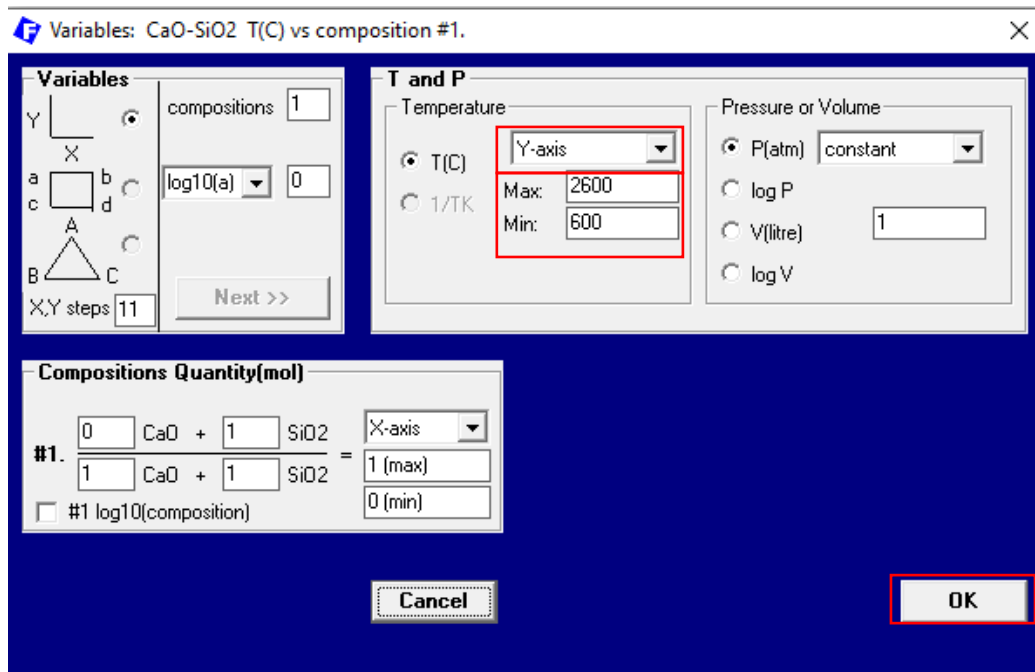 Variables: CaO-SiO2 T(C) vs composition #1.
Variables
Y
X
a b
c d
A
B C
X,Y steps 11
compositions 1
log10(a) 0
Next >>
T and P
Temperature
T(C)
1/TK
Y-axis
Max: 2600
Min: 600
Pressure or Volume
P(atm) constant
log P
V(litre) 1
log V
Compositions Quantity(mol)
#1.
0 CaO + 1 SiO2
1 CaO + 1 SiO2
=
X-axis
1 (max)
0 (min)
#1 log10(composition)
Cancel
OK